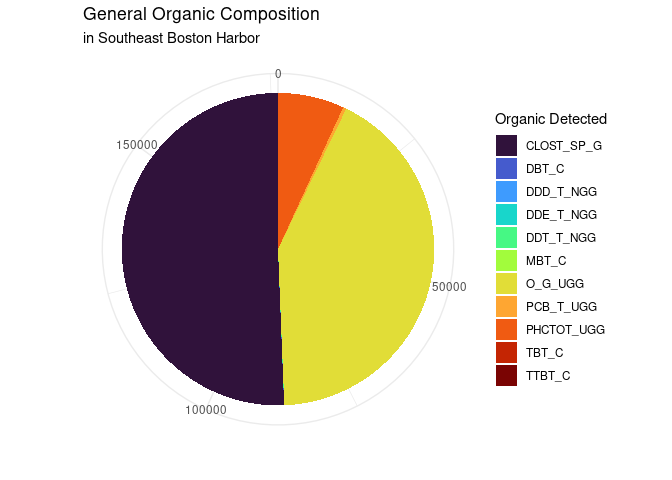 General Organic Composition
in Southeast Boston Harbor
0
150000
50000
100000
Organic Detected
CLOST_SP_G
DBT_C
DDD_T_NGG
DDE_T_NGG
DDT_T_NGG
MBT_C
O_G_UGG
PCB_T_UGG
PHCTOT_UGG
TBT_C
TTBT_C